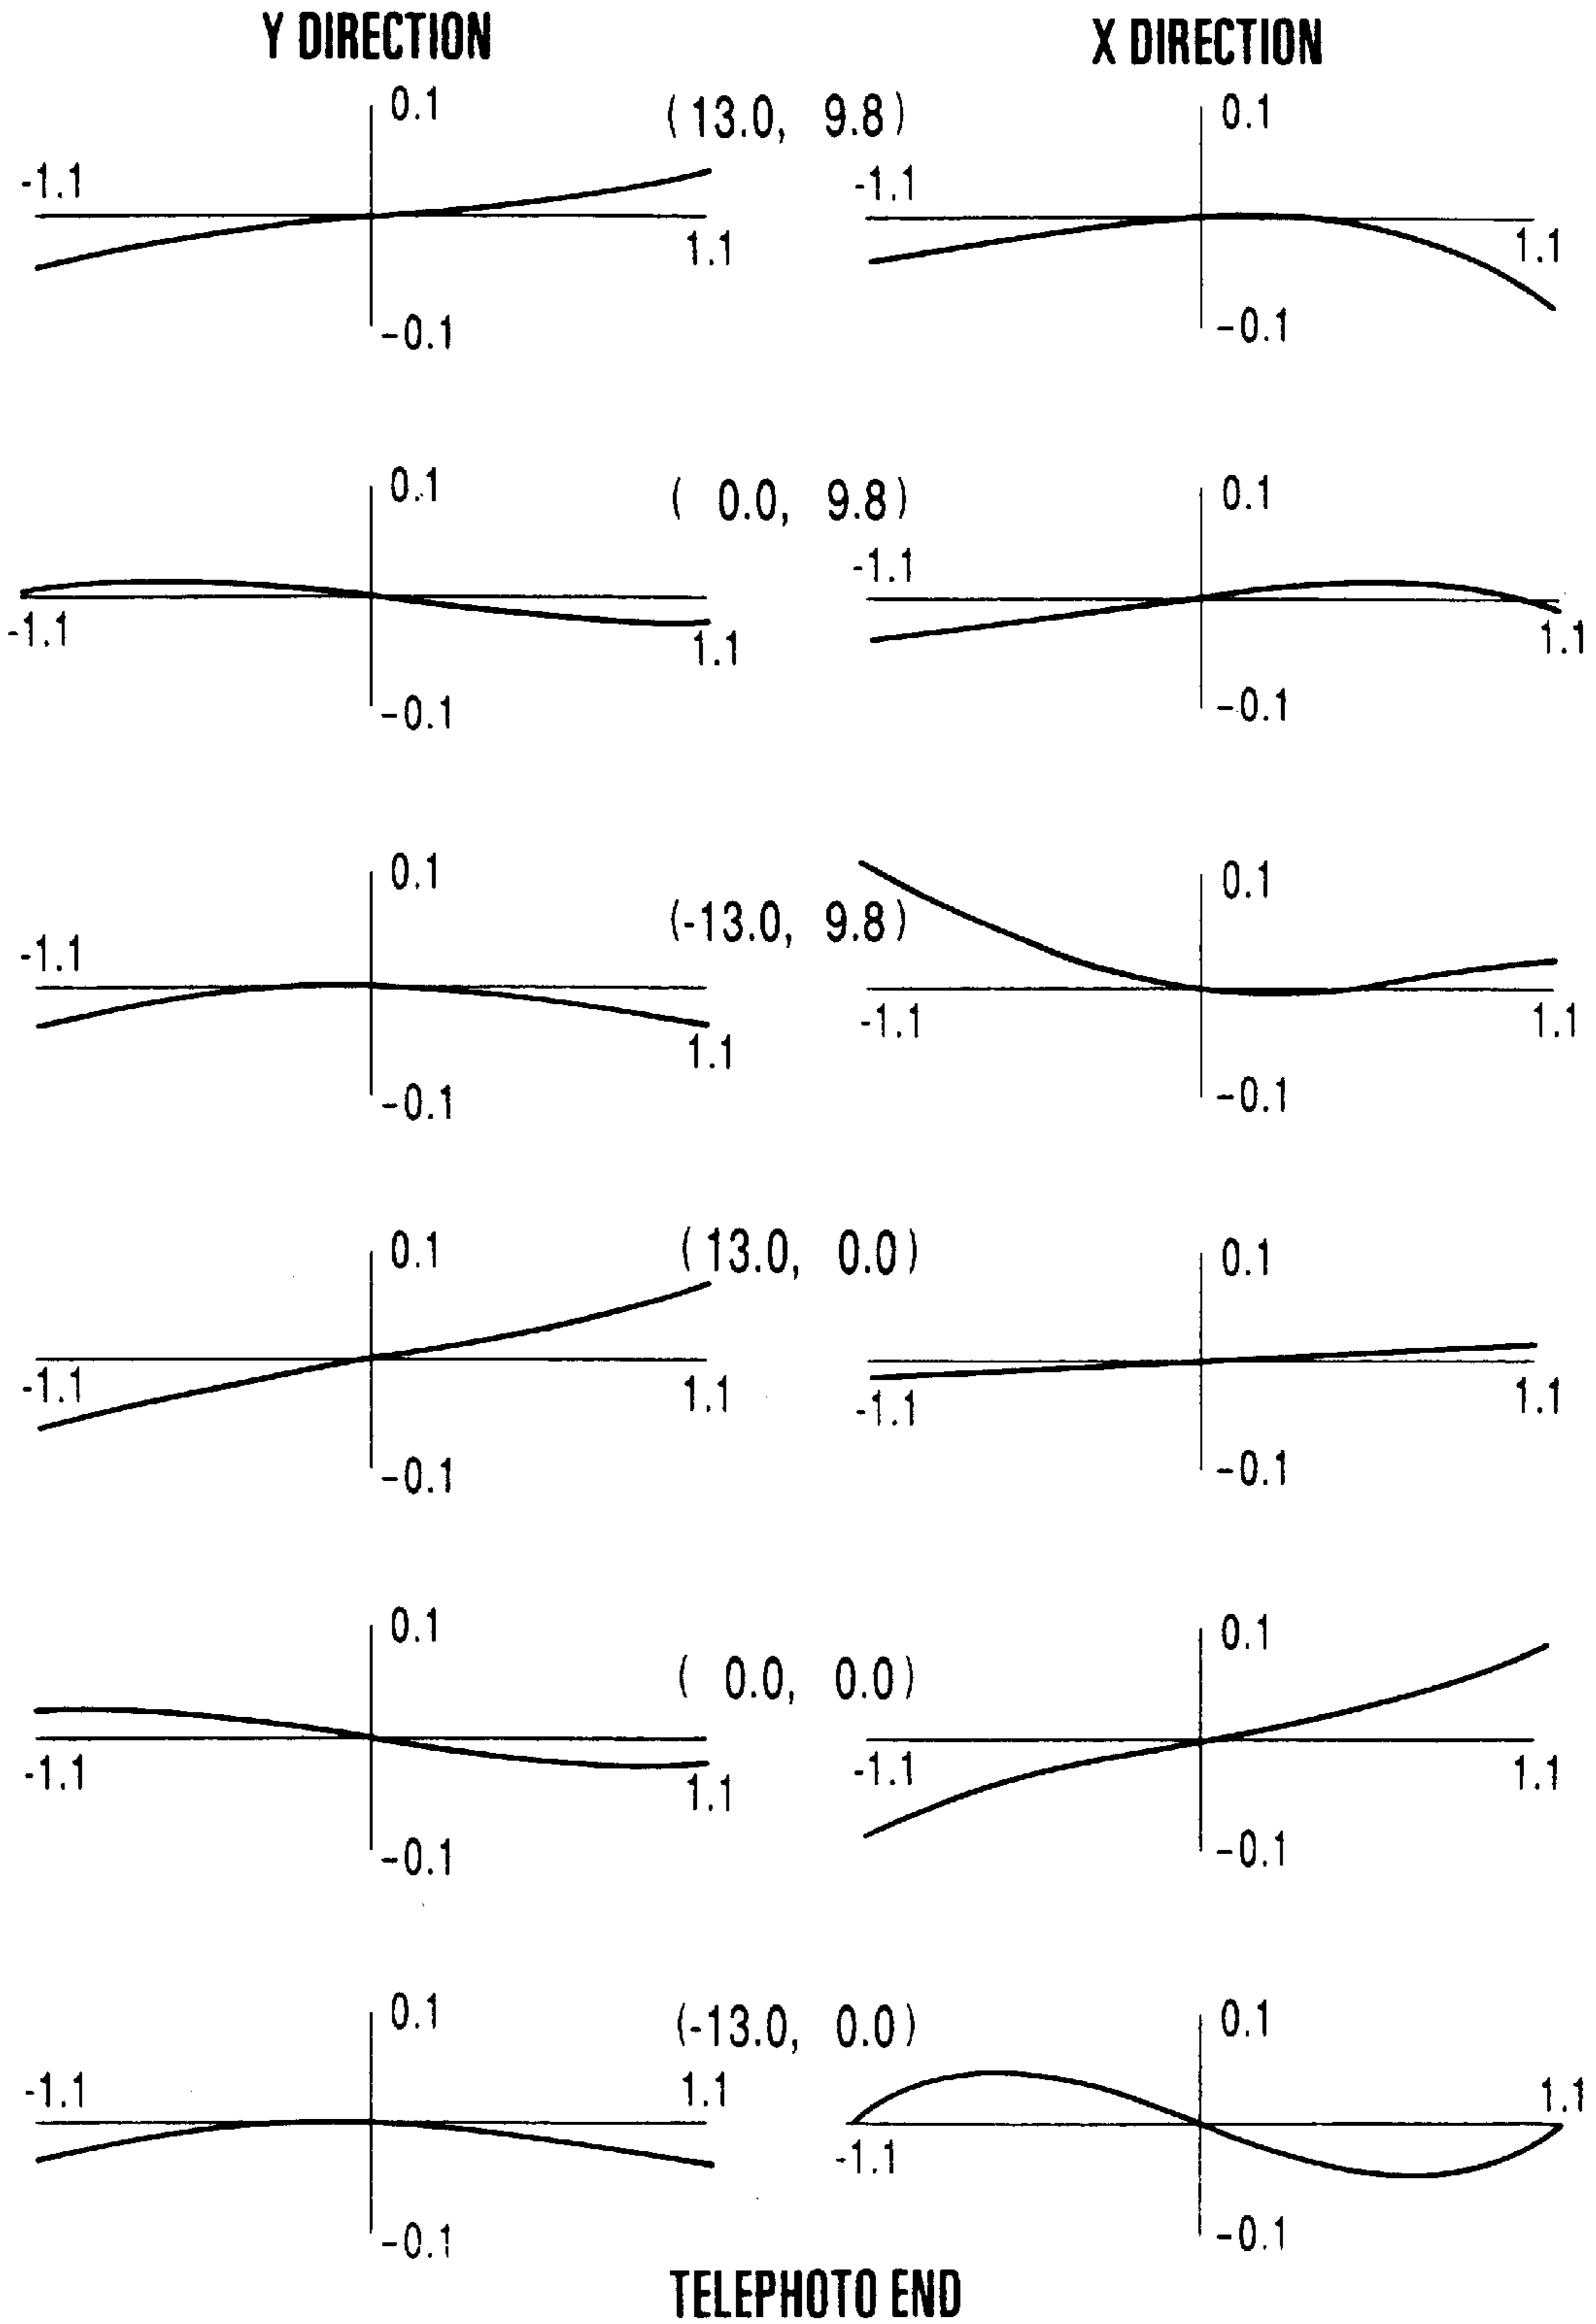 Y DIRECTION X DIRECTION
0.1 (13.0, 9.8) 0.1
-1.1 -1.1
1.1 1.1
-0.1 -0.1
0.1 ( 0.0, 9.8) 0.1
-1.1
-1.1 1.1 1.1
-0.1 -0.1
0.1 0.1
-1.1 (-13.0, 9.8)
1.1 -1.1 1.1
-0.1 -0.1
0.1 (13.0, 0.0) 0.1
-1.1 1.1 -1.1 1.1
-0.1 -0.1
0.1 ( 0.0, 0.0) 0.1
-1.1 1.1 -1.1 1.1
-0.1 -0.1
0.1 (-13.0, 0.0) 0.1
-1.1 1.1 1.1
-1.1
-0.1 -0.1
TELEPHOTO END